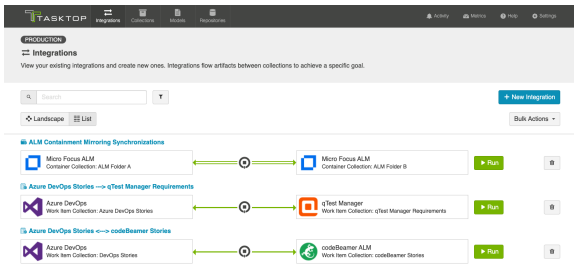 TASKTOP
Integrations
Collections
Models
Repositories
Activity
Metrics
Help
Settings
PRODUCTION
Integrations
View your existing integrations and create new ones. Integrations flow artifacts between collections to achieve a specific goal.
Search
+ New Integration
Landscape
List
Bulk Actions
ALM Containment Mirroring Synchronizations
Micro Focus ALM
Container Collection: ALM Folder A
Micro Focus ALM
Container Collection: ALM Folder B
Run
Azure DevOps Stories ---> qTest Manager Requirements
Azure DevOps
Work Item Collection: Azure DevOps Stories
qTest Manager
Work Item Collection: qTest Manager Requirements
Run
Azure DevOps Stories <---> codeBeamer Stories
Azure DevOps
Work Item Collection: DevOps Stories
codeBeamer ALM
Work Item Collection: codeBeamer Stories
Run